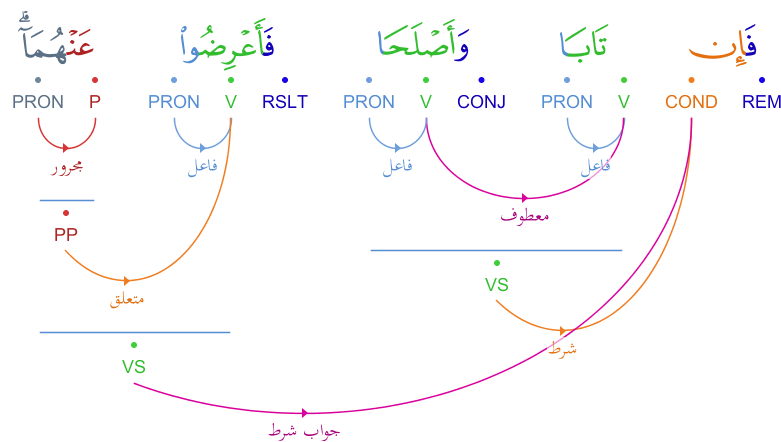 فَإِن تَابَا وَأَصْلَحَا فَأَعْرِضُوا۟ عَنْهُمَآ ۗ
REM COND V PRON CONJ V PRON RSLT V PRON P PRON
فاعل فاعل فاعل مجرور
معطوف
PP
VS
متعلق
شرط
VS
جواب شرط